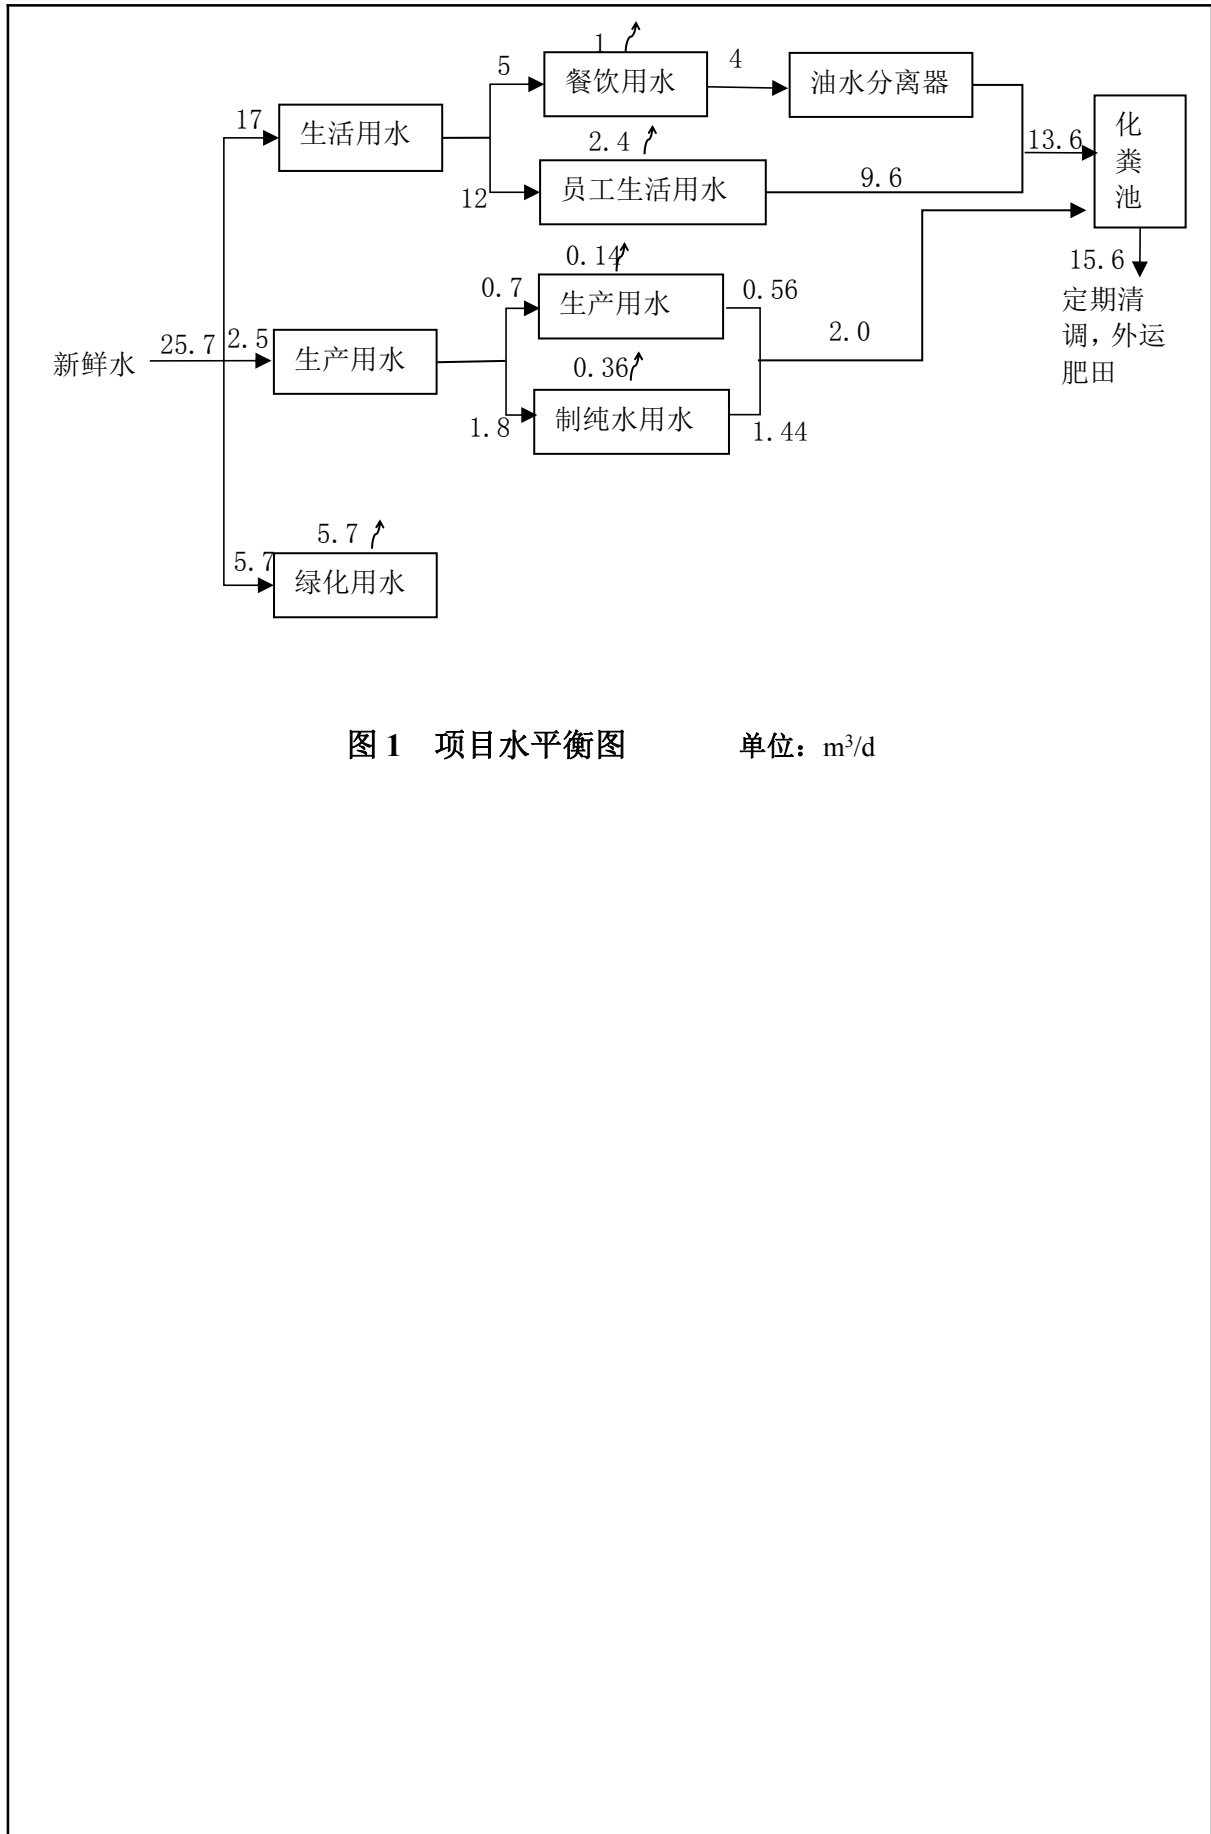 1
5
餐饮用水
4
油水分离器
17
生活用水
2.4
12
员工生活用水
9.6
13.6
化
粪
池
15.6
定期清
调，外运
肥田
0.14
0.7
生产用水
0.56
新鲜水
25.7
2.5
生产用水
2.0
0.36
1.8
制纯水用水
1.44
5.7
5.7
绿化用水
图 1 项目水平衡图 单位：m³/d